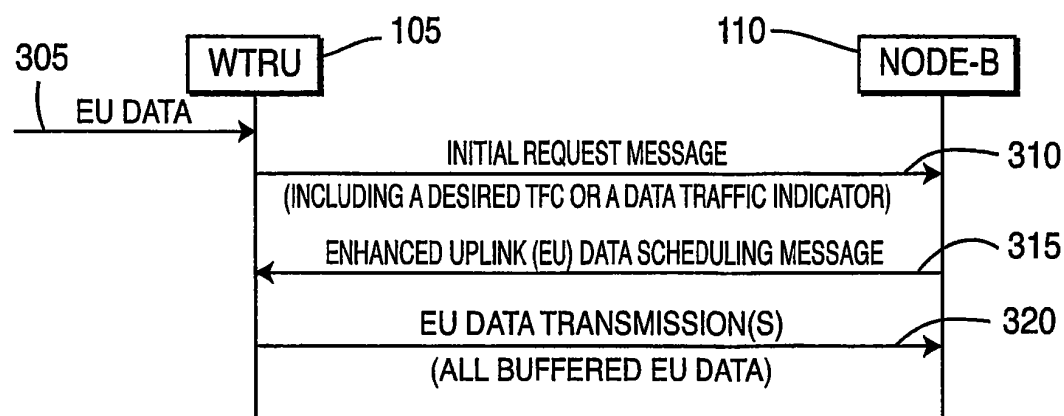 305
EU DATA
WTRU
105
110
NODE-B
INITIAL REQUEST MESSAGE
(INCLUDING A DESIRED TFC OR A DATA TRAFFIC INDICATOR)
310
ENHANCED UPLINK (EU) DATA SCHEDULING MESSAGE
315
EU DATA TRANSMISSION(S)
(ALL BUFFERED EU DATA)
320